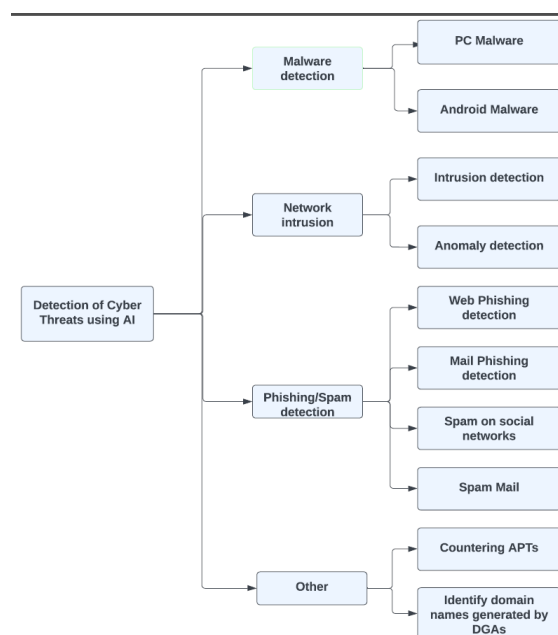 PC Malware
Malware
detection
Android Malware
Intrusion detection
Network
intrusion
Anomaly detection
Detection of Cyber
Threats using AI
Web Phishing
detection
Mail Phishing
detection
Phishing/Spam
detection
Spam on social
networks
Spam Mail
Countering APTs
Other
Identify domain
names generated by
DGAs